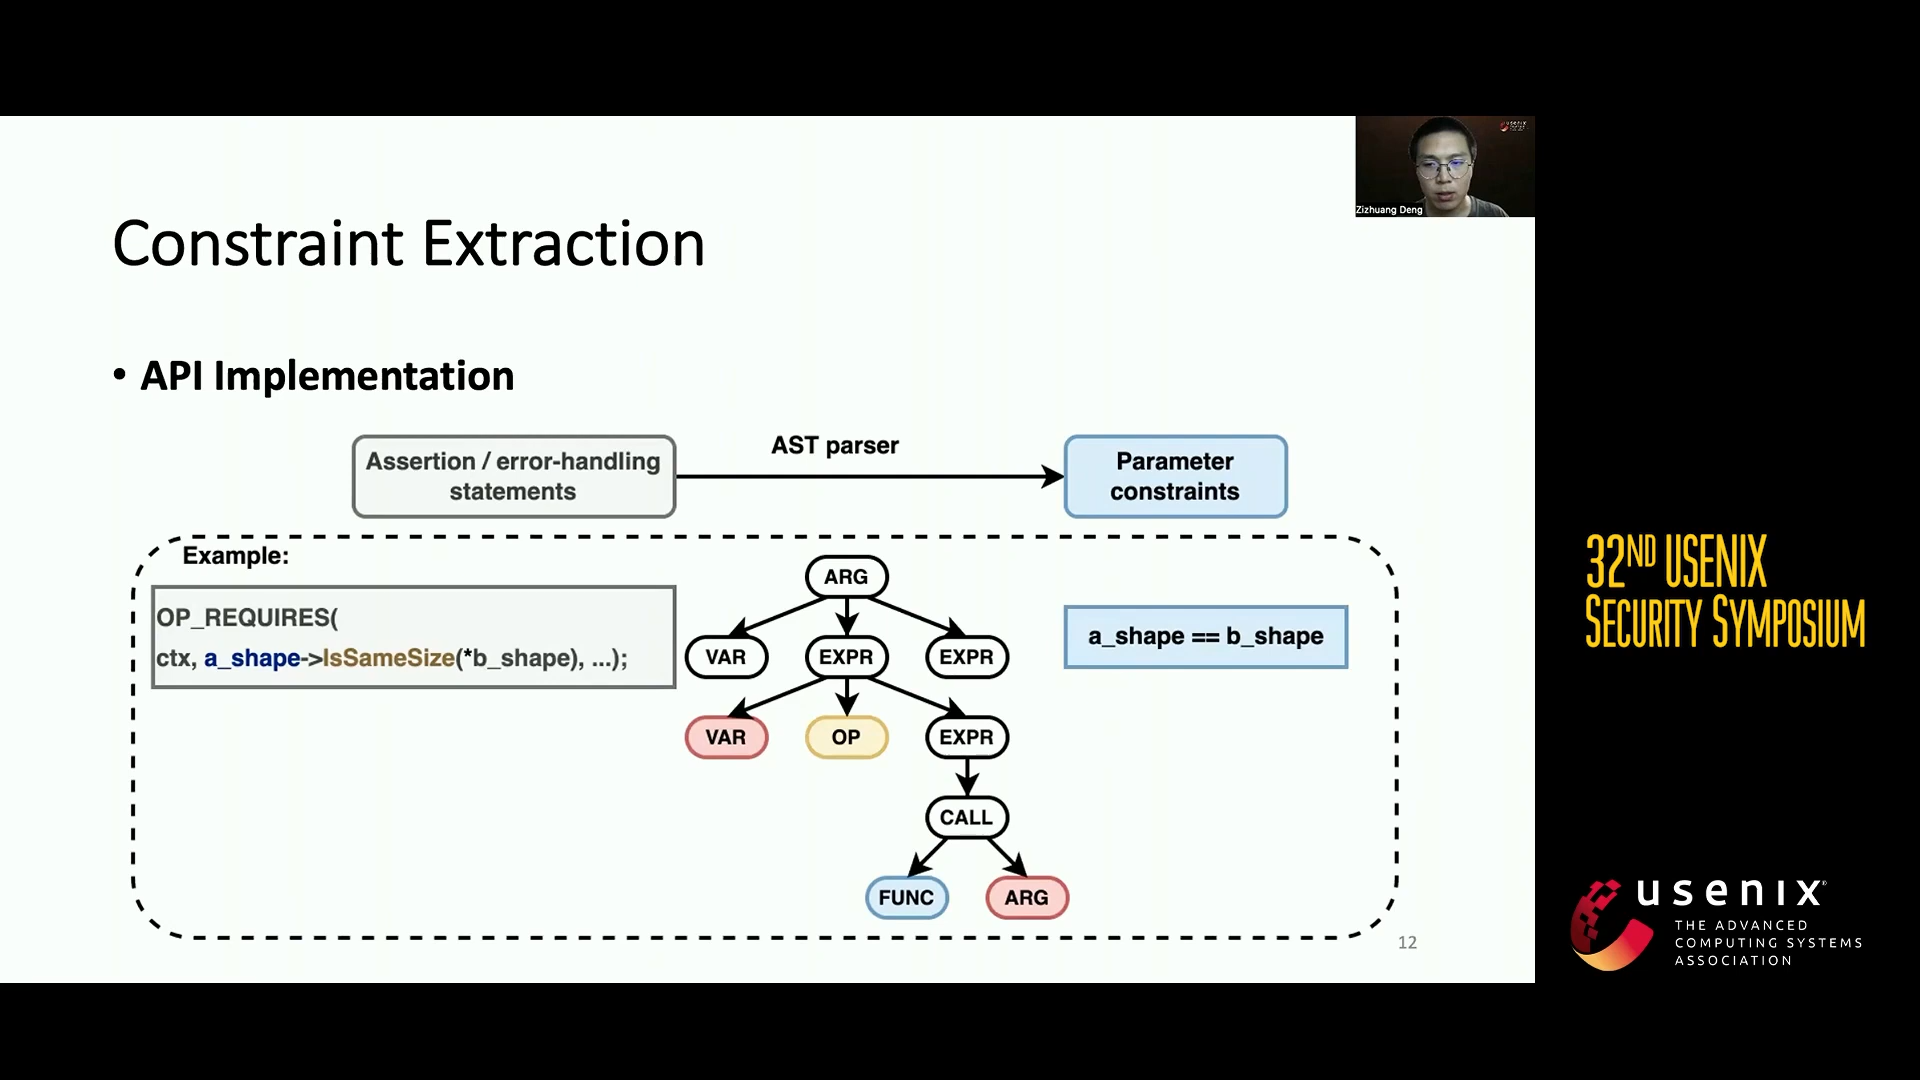 Zizhuang Deng
Constraint Extraction
• API Implementation
Assertion / error-handling
statements
AST parser
Parameter
constraints
Example:
OP_REQUIRES(
ctx, a_shape->IsSameSize(*b_shape), ...);
ARG
VAR
EXPR
EXPR
VAR
OP
EXPR
CALL
FUNC
ARG
a_shape == b_shape
12
32ND USENIX
SECURITY SYMPOSIUM
usenix
THE ADVANCED
COMPUTING SYSTEMS
ASSOCIATION